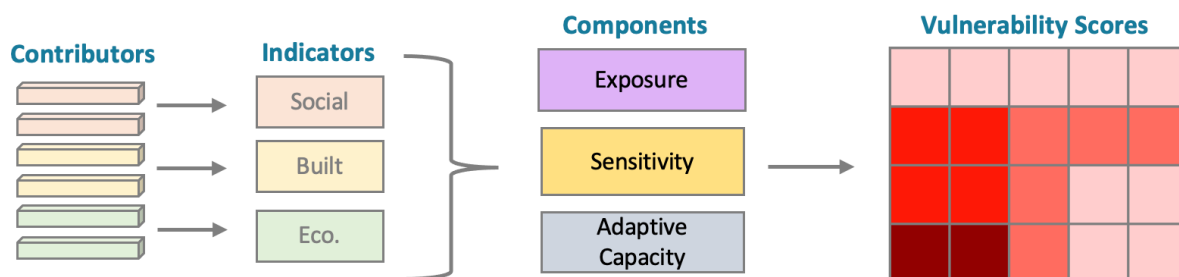 Contributors
Indicators
Components
Vulnerability Scores
Social
Built
Eco.
Exposure
Sensitivity
Adaptive
Capacity